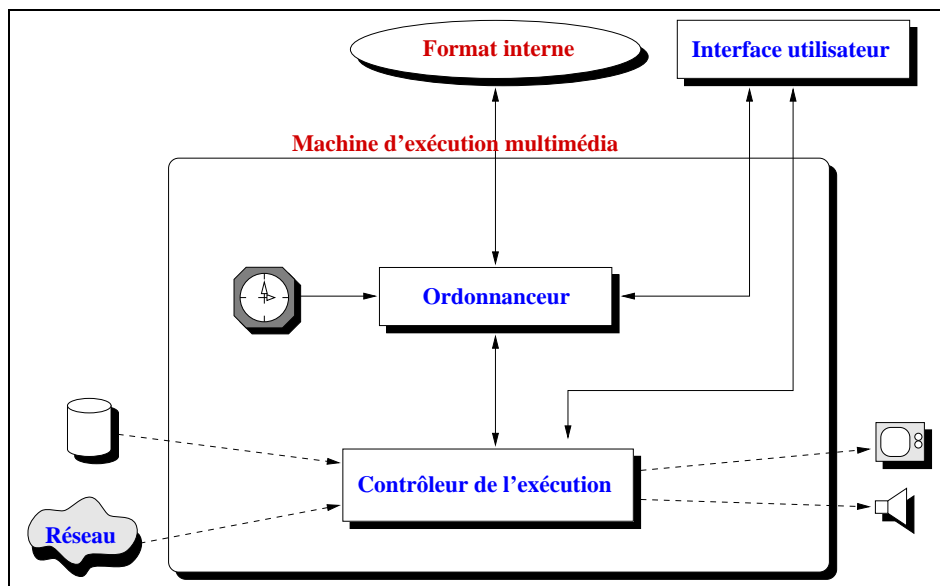 Format interne
Interface utilisateur
Machine d'exécution multimédia
Ordonnanceur
Contrôleur de l'exécution
Réseau